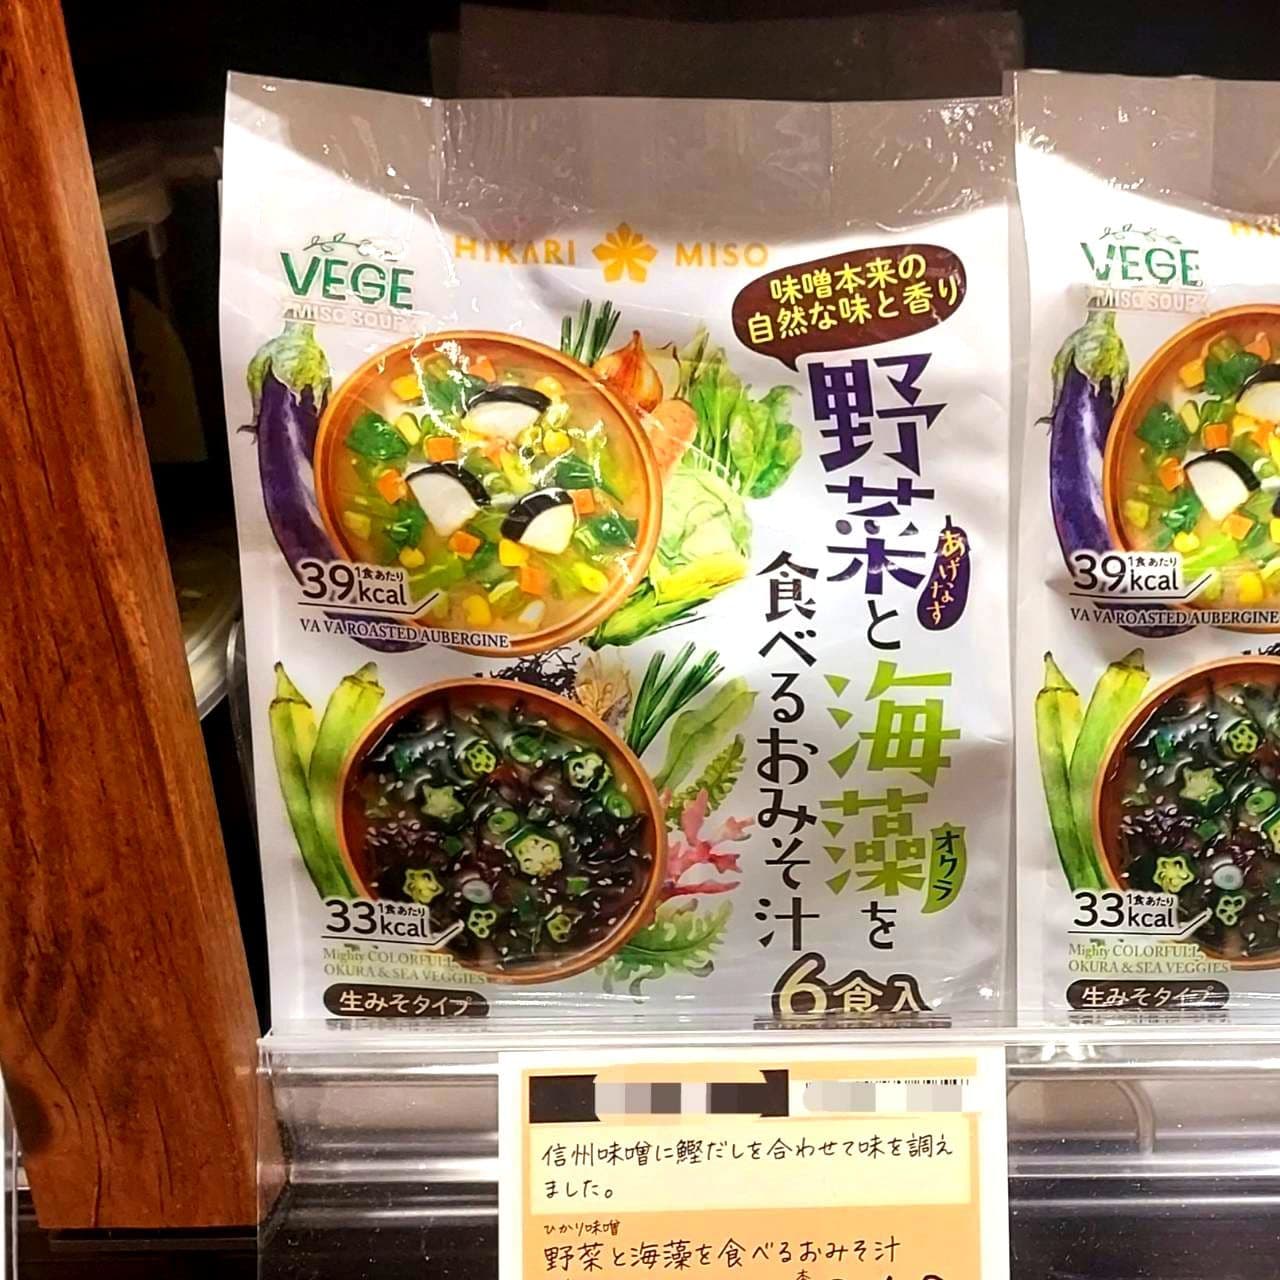 HIKARI MISO
VEGE
MISO SOUP
味噌本来の
自然な味と香り
野菜と海藻を
食べるおみそ汁
あげなす
オクラ
39 1食あたり kcal
VA VA ROASTED AUBERGINE
33 1食あたり kcal
Mighty COLORFULL
OKURA & SEA VEGGIES
生みそタイプ
6食入
VEGE
MISO SOUP
39 1食あたり kcal
VA VA ROASTED AUBERGINE
33 1食あたり kcal
Mighty COLORFULL
OKURA & SEA VEGGIES
生みそタイプ
信州味噌に鰹だしを合わせて味を調え
ました。
ひかり味噌
野菜と海藻を食べるおみそ汁